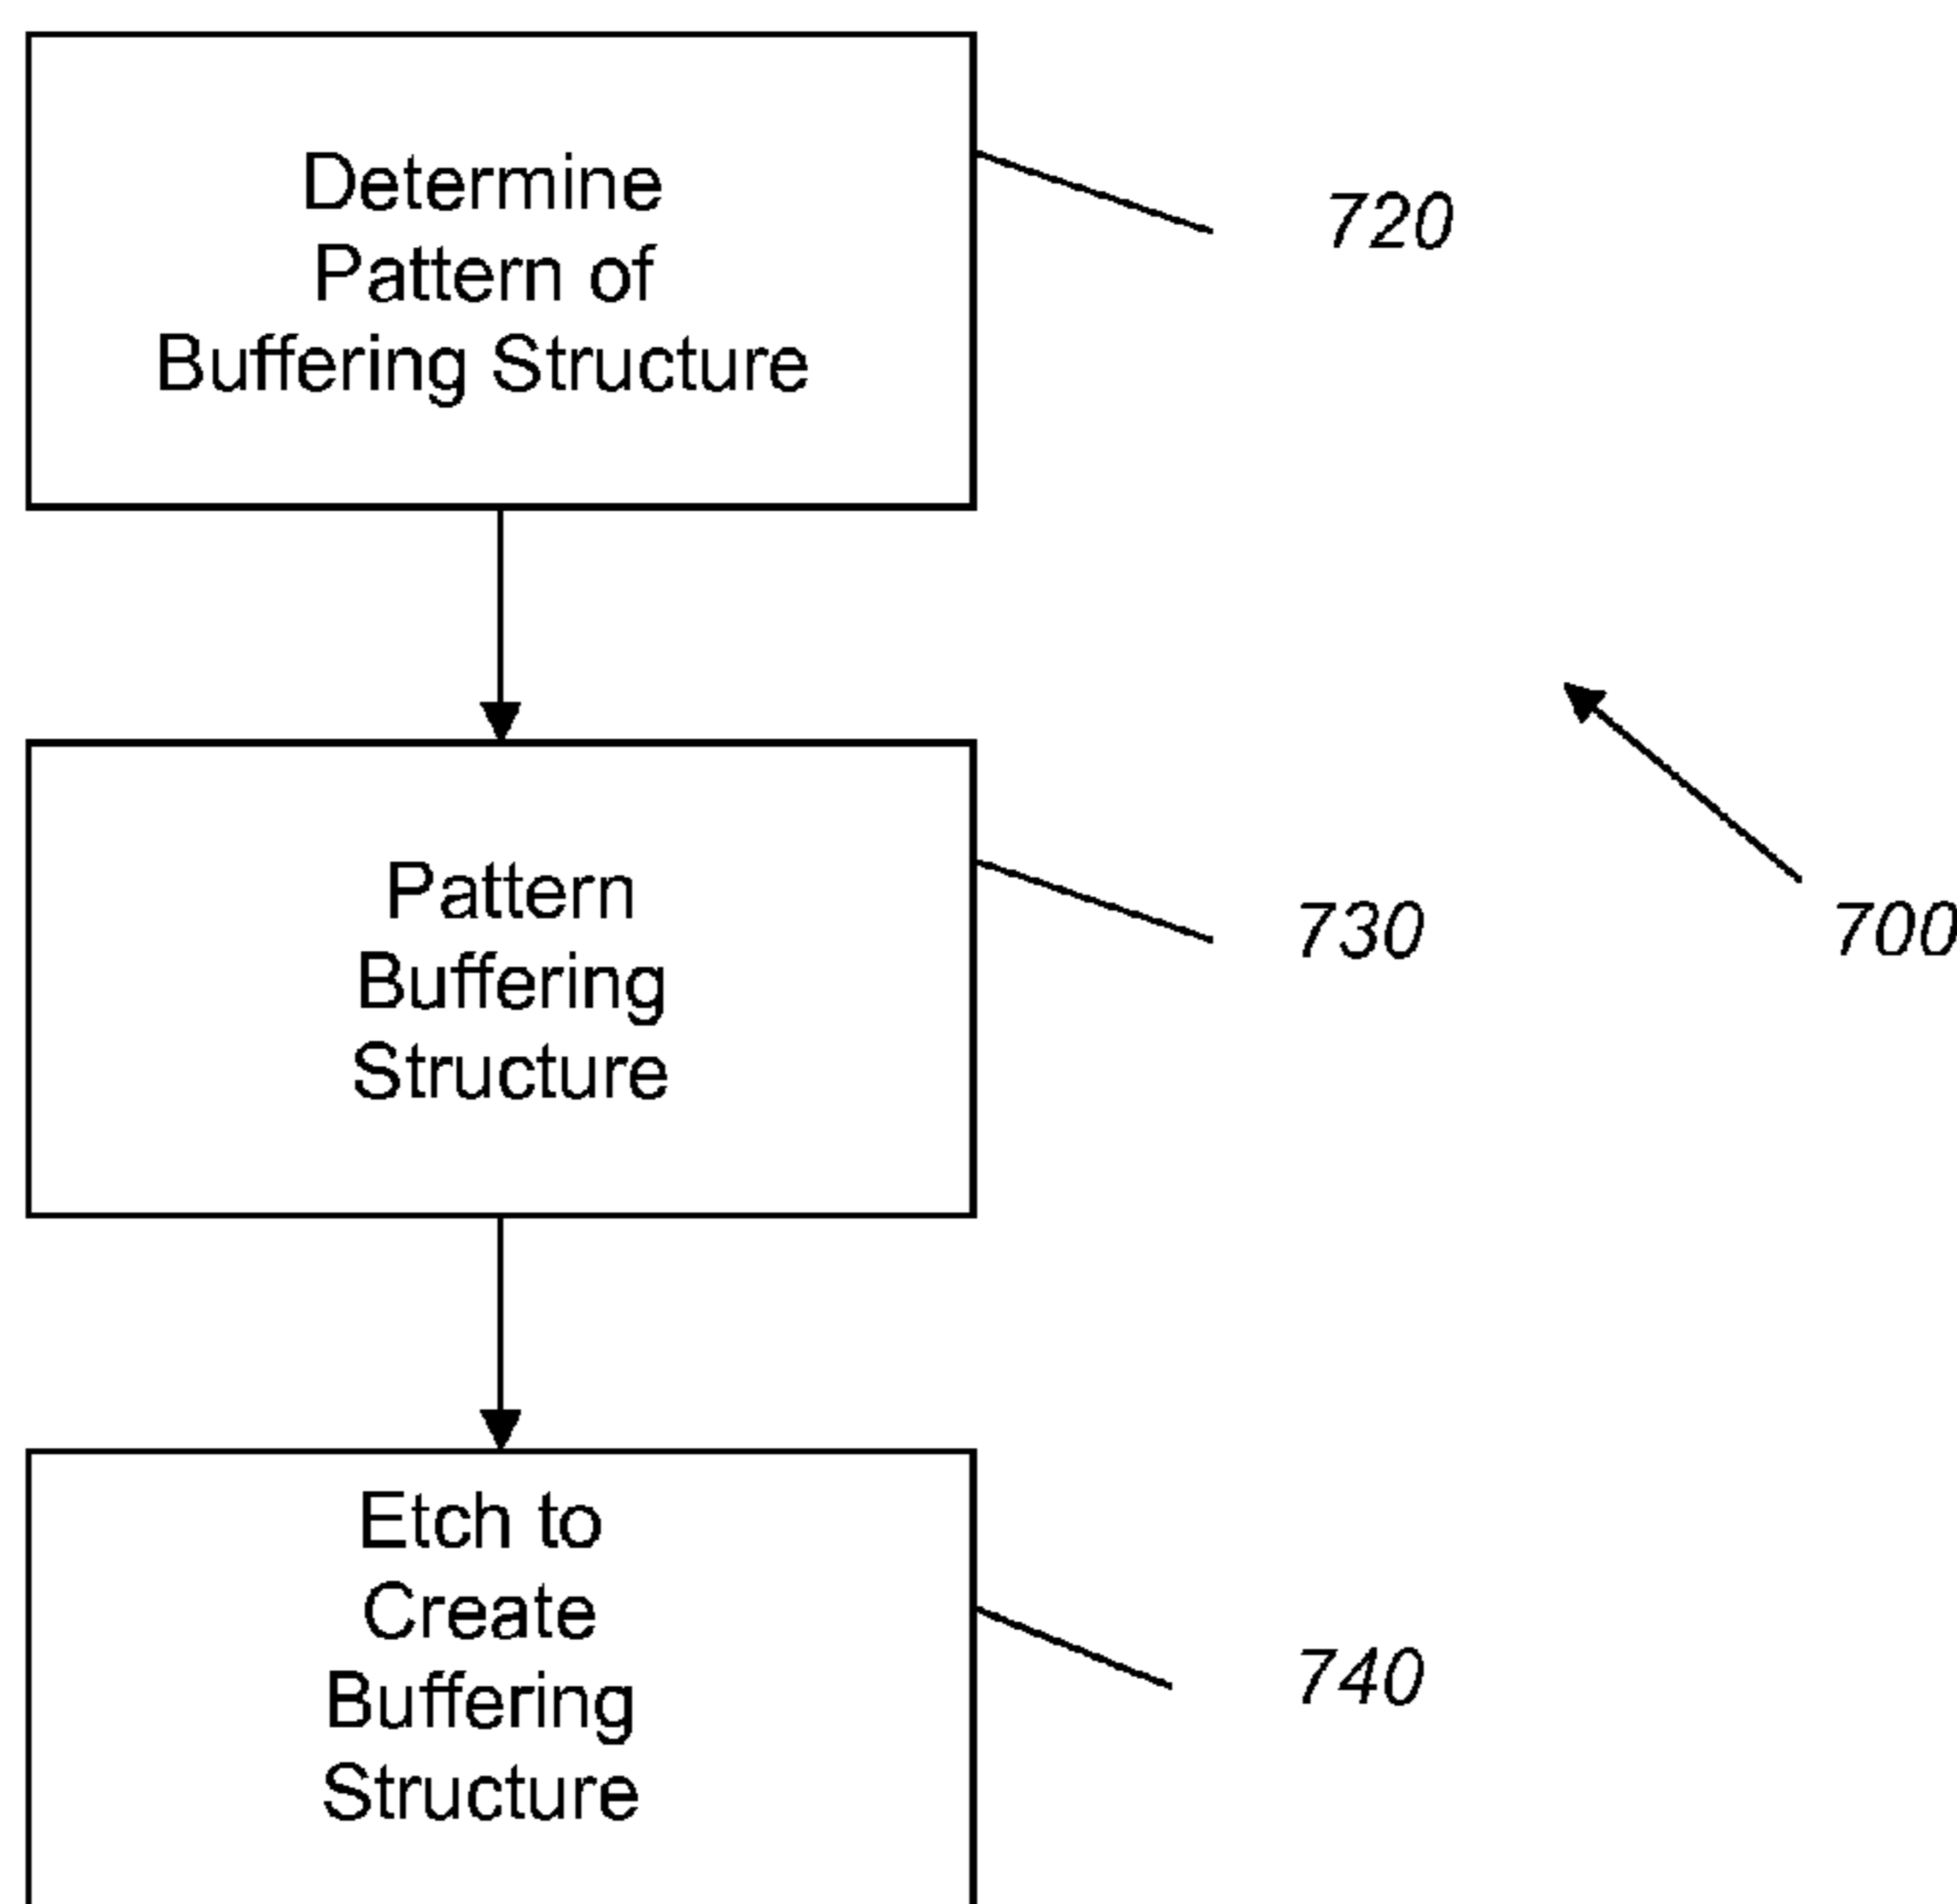 Determine
Pattern of
Buffering Structure
720
Pattern
Buffering
Structure
730
700
Etch to
Create
Buffering
Structure
740